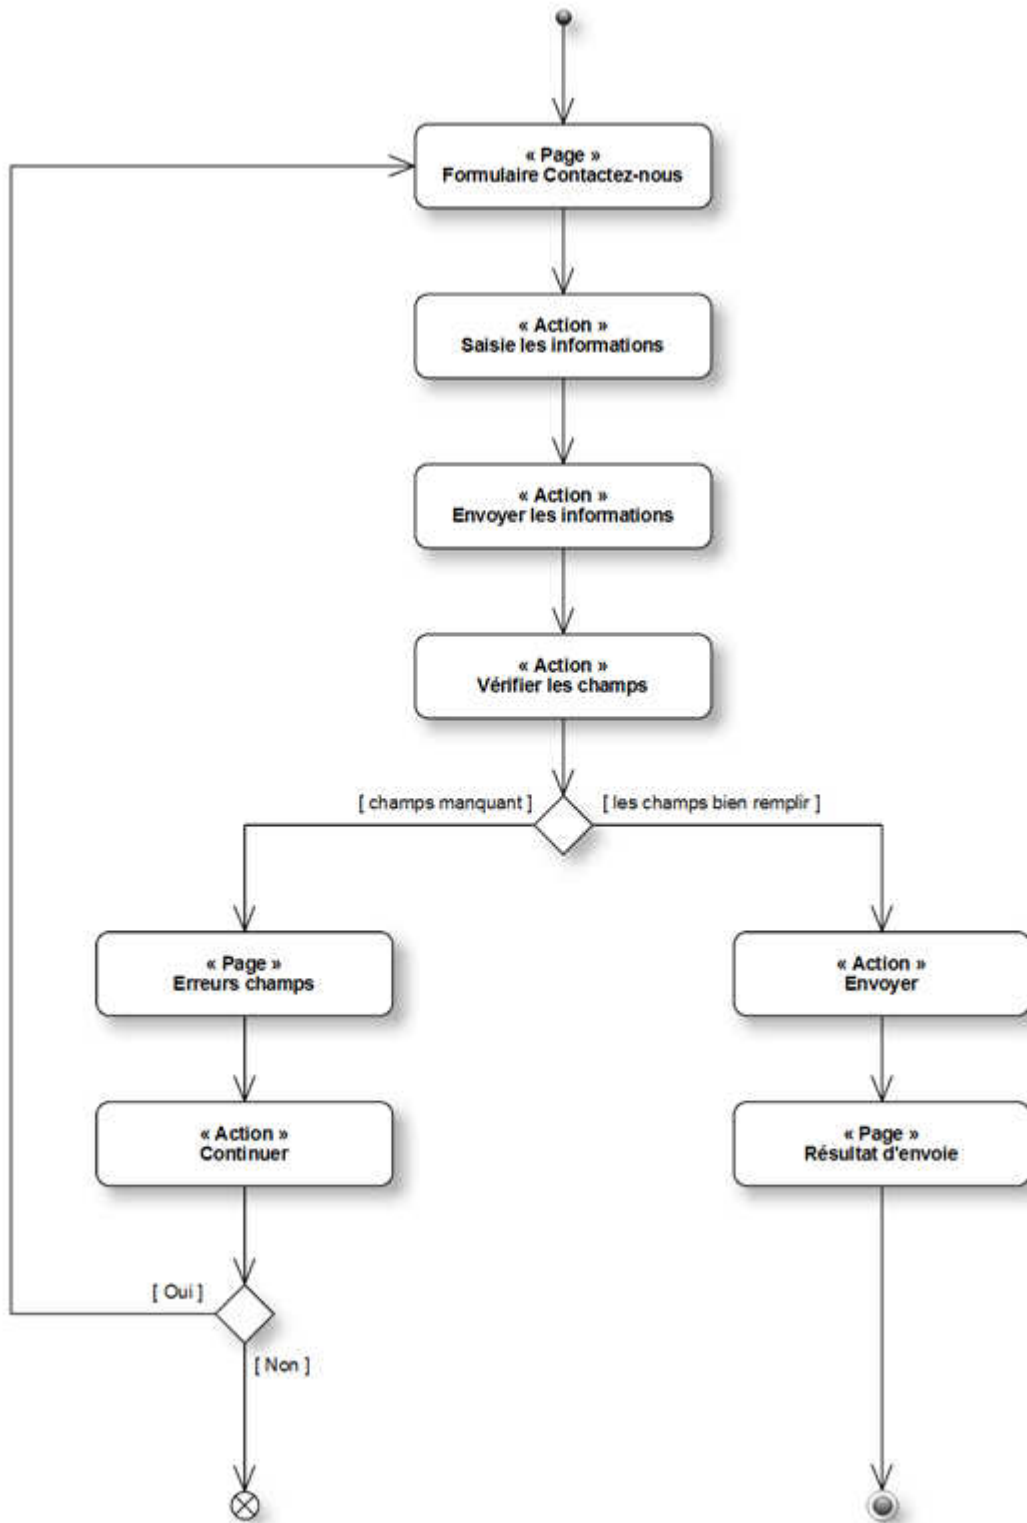 « Page »
Formulaire Contactez-nous
« Action »
Saisie les informations
« Action »
Envoyer les informations
« Action »
Vérifier les champs
[ champs manquant ]
[ les champs bien remplir ]
« Page »
Erreurs champs
« Action »
Envoyer
« Action »
Continuer
« Page »
Résultat d'envoie
[ Oui ]
[ Non ]